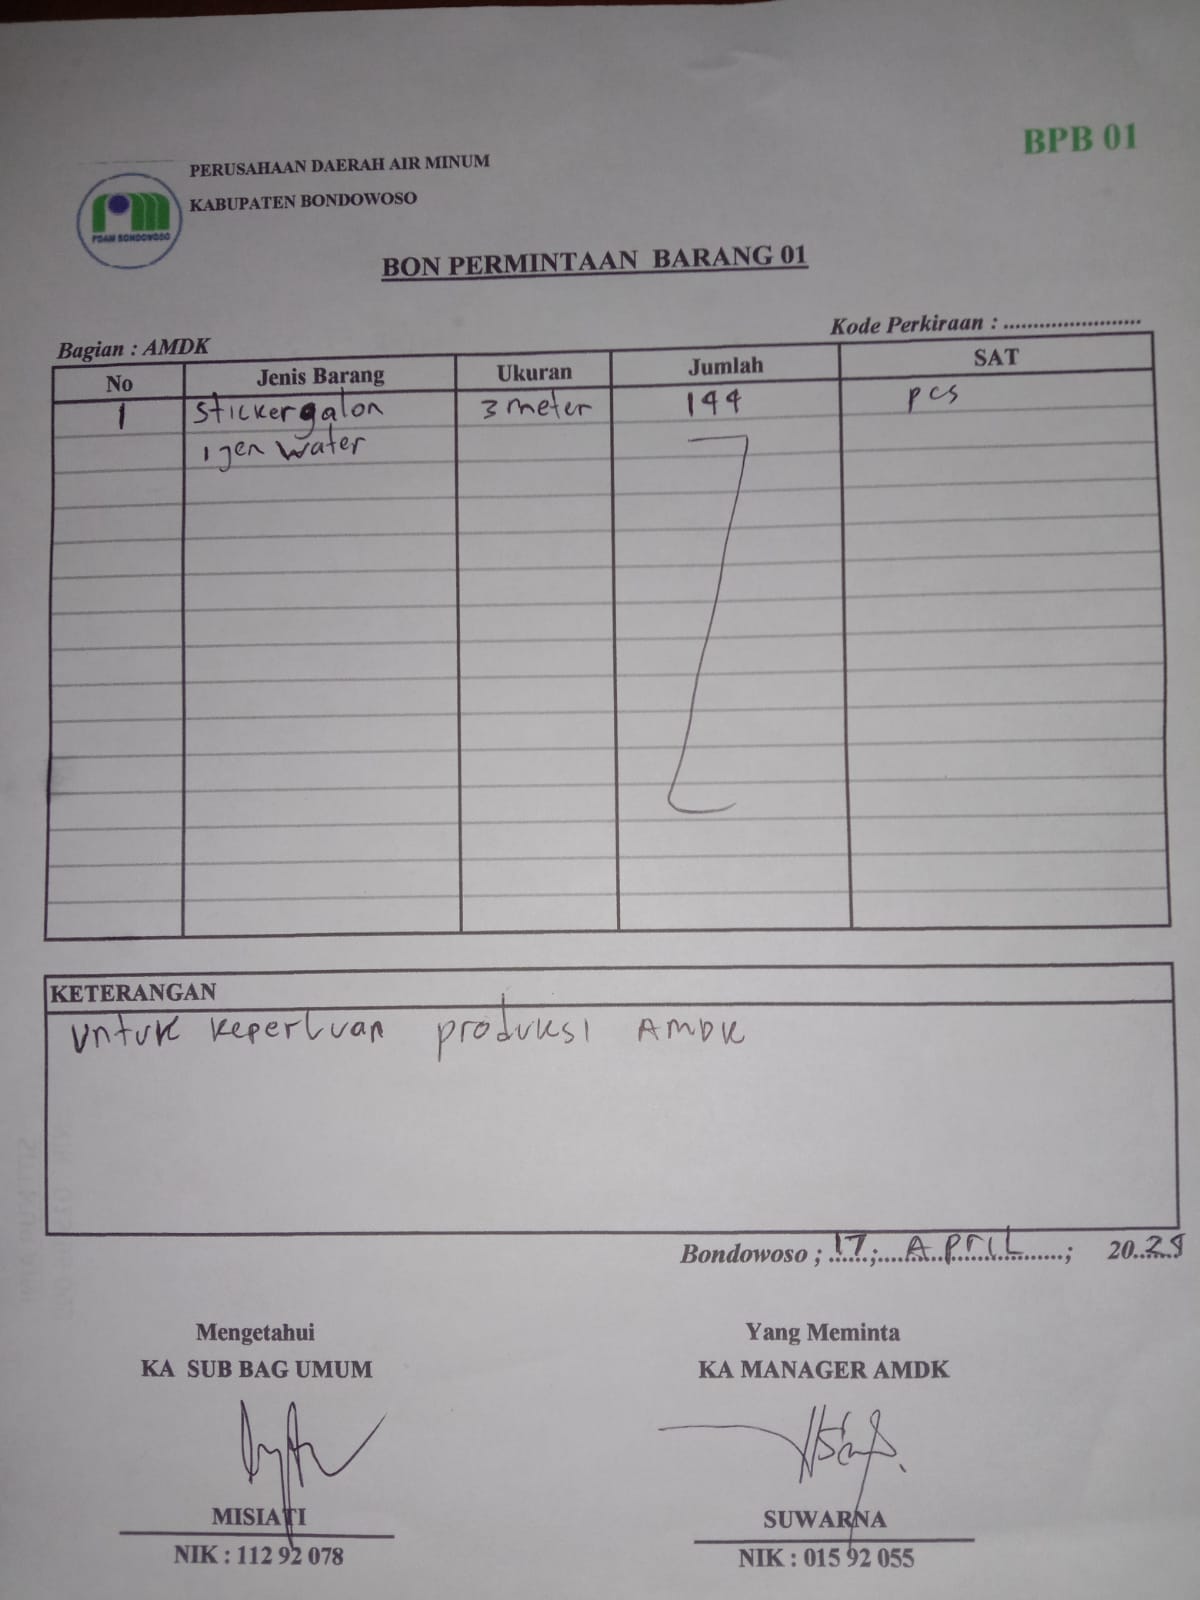 BPB 01
PERUSAHAAN DAERAH AIR MINUM
KABUPATEN BONDOWOSO
PDAM BONDOWOSO
BON PERMINTAAN BARANG 01
Kode Perkiraan : .......................
Bagian : AMDK
No Jenis Barang Ukuran Jumlah SAT
1 Sticker galon 3 meter 144 pcs
Ijen Water
KETERANGAN
Untuk keperluan produksi AMDK
Bondowoso ; 17 ; APRIL ; 20
Mengetahui Yang Meminta
KA SUB BAG UMUM KA MANAGER AMDK
MISIATI SUWARNA
NIK : 112 92 078 NIK : 015 92 055